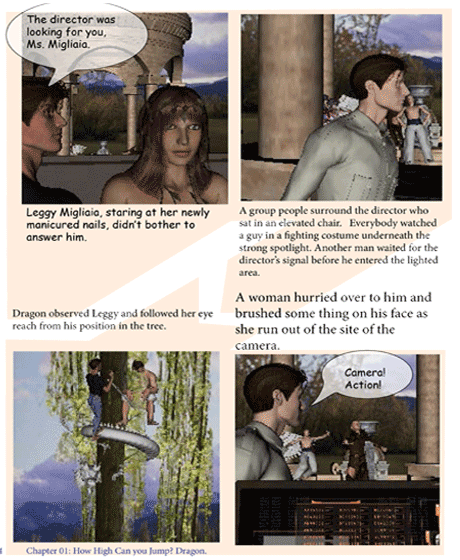 The director was
looking for you,
Ms. Migliaia.
Leggy Migliaia, staring at her newly
manicured nails, didn't bother to
answer him.
A group people surround the director who
sat in an elevated chair. Everybody watched
a guy in a fighting costume underneath the
strong spotlight. Another man waited for the
director's signal before he entered the lighted
area.
Dragon observed Leggy and followed her eye
reach from his position in the tree.
A woman hurried over to him and
brushed some thing on his face as
she run out of the site of the
camera.
Camera!
Action!
Chapter 01: How High Can you Jump? Dragon.